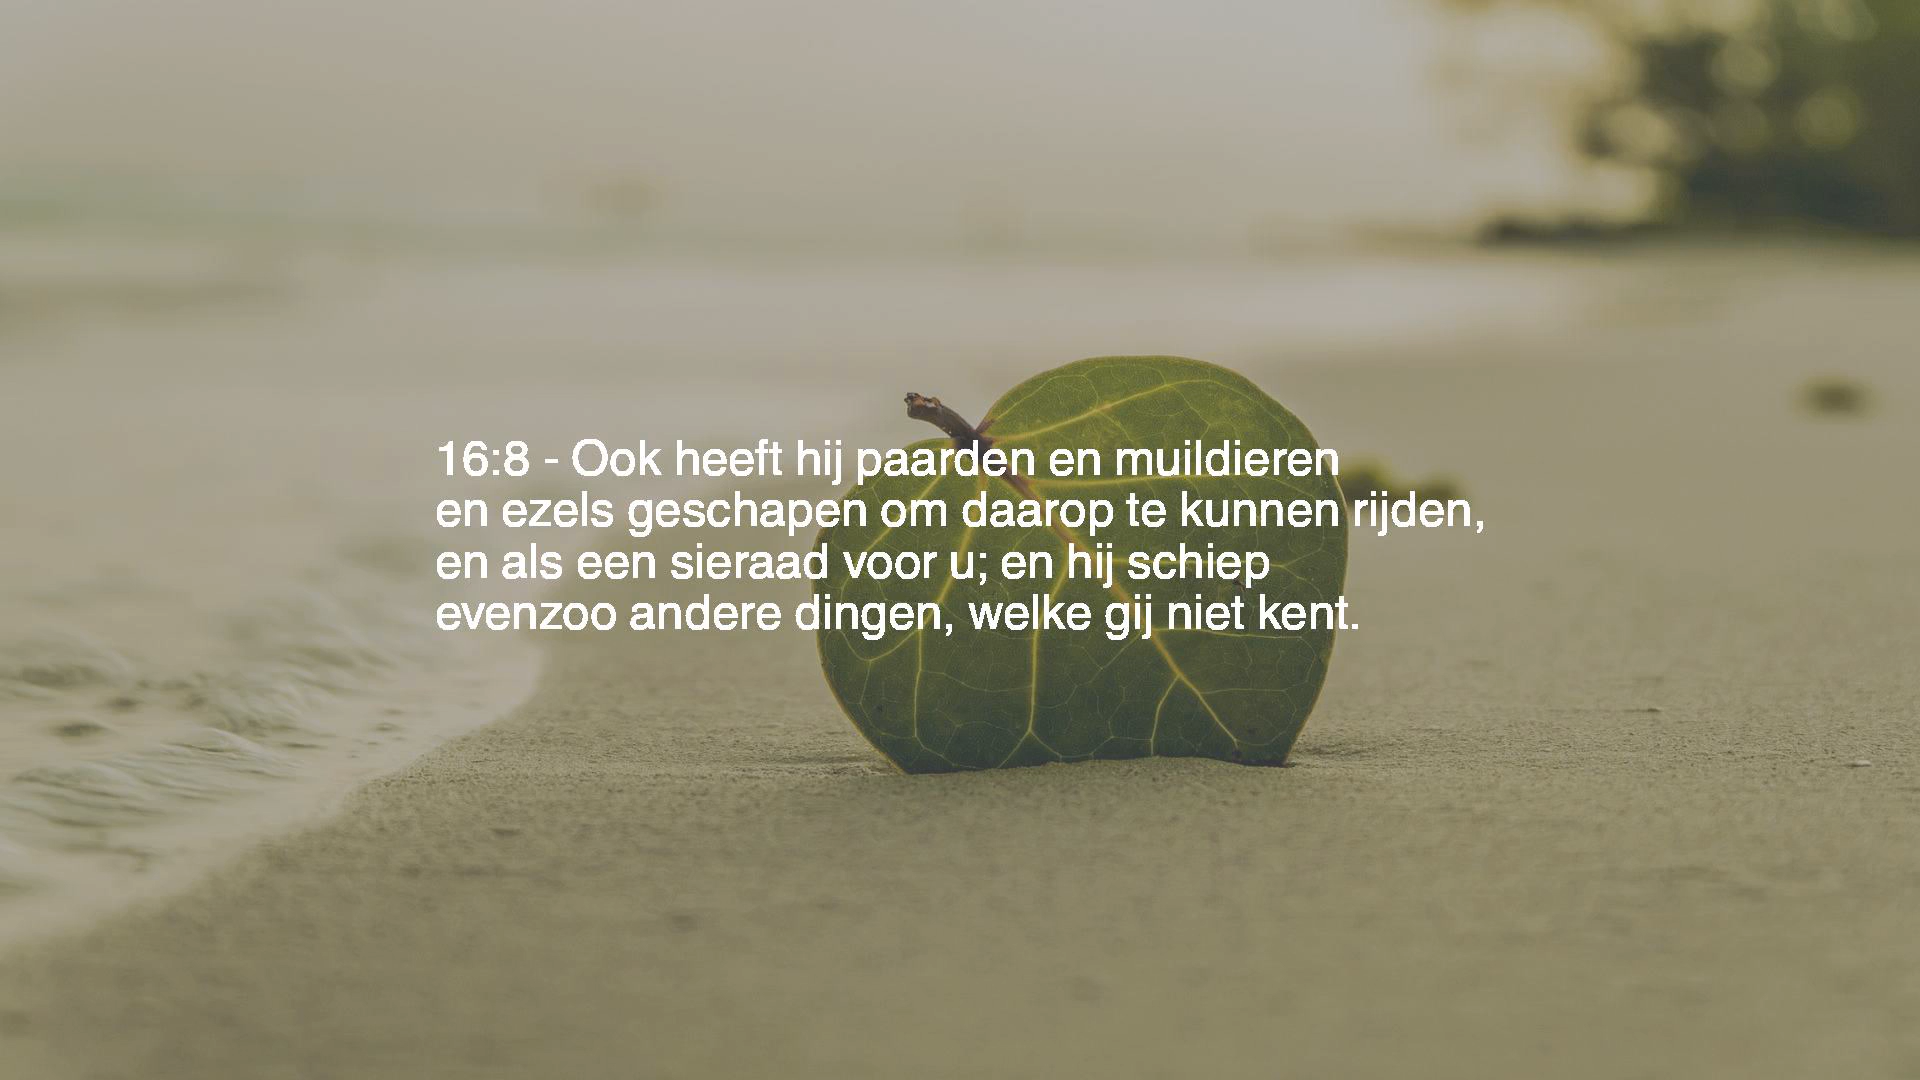 16:8 - Ook heeft hij paarden en muildieren
en ezels geschapen om daarop te kunnen rijden,
en als een sieraad voor u; en hij schiep
evenzoo andere dingen, welke gij niet kent.